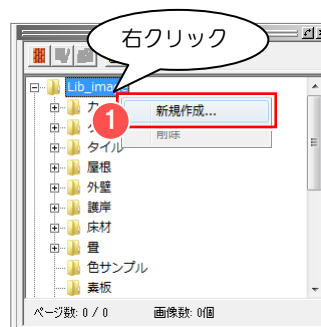 右クリック
Lib_ima
カ
新規作成...
1
削除
タイル
屋根
外壁
護岸
床材
畳
色サンプル
素板
ページ数: 0 / 0 画像数: 0個